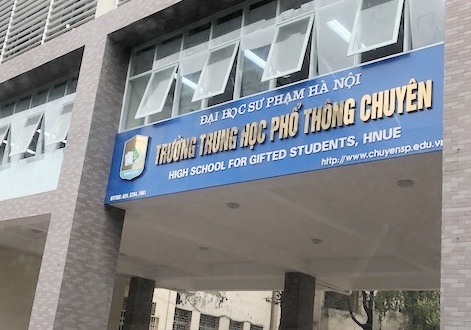 ĐẠI HỌC SƯ PHẠM HÀ NỘI
TRƯỜNG TRUNG HỌC PHỔ THÔNG CHUYÊN
HIGH SCHOOL FOR GIFTED STUDENTS, HNUE
http://www.chuyensp.edu.v